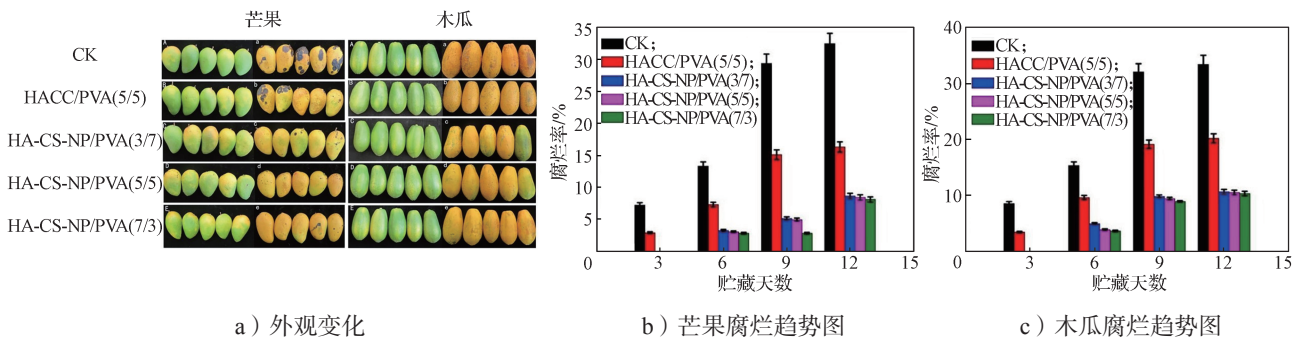 芒果 木瓜
CK
HACC/PVA(5/5)
HA-CS-NP/PVA(3/7)
HA-CS-NP/PVA(5/5)
HA-CS-NP/PVA(7/3)
a）外观变化
35
30
25
20
15
10
5
0
腐烂率/%
CK；
HACC/PVA(5/5)；
HA-CS-NP/PVA(3/7)；
HA-CS-NP/PVA(5/5)；
HA-CS-NP/PVA(7/3)
3 6 9 12 15
贮藏天数
b）芒果腐烂趋势图
40
30
20
10
0
腐烂率/%
CK；
HACC/PVA(5/5)；
HA-CS-NP/PVA(3/7)；
HA-CS-NP/PVA(5/5)；
HA-CS-NP/PVA(7/3)
3 6 9 12 15
贮藏天数
c）木瓜腐烂趋势图